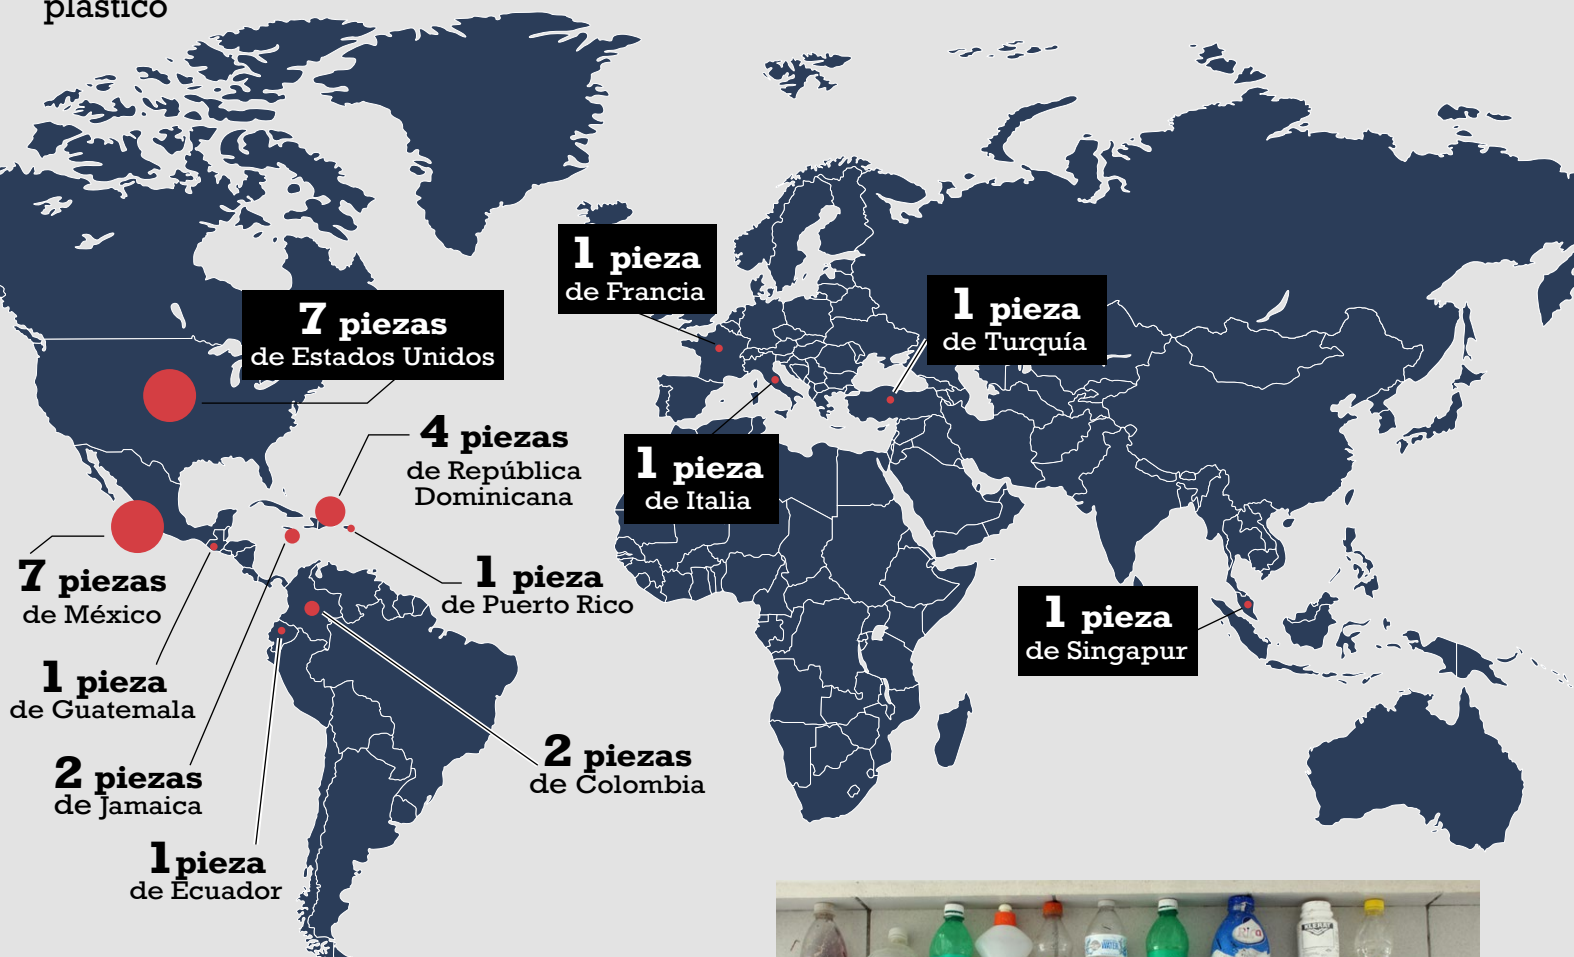 plástico
1 pieza
de Francia
7 piezas
de Estados Unidos
1 pieza
de Turquía
4 piezas
de República
Dominicana
1 pieza
de Italia
7 piezas
de México
1 pieza
de Puerto Rico
1 pieza
de Singapur
1 pieza
de Guatemala
2 piezas
de Colombia
2 piezas
de Jamaica
1 pieza
de Ecuador